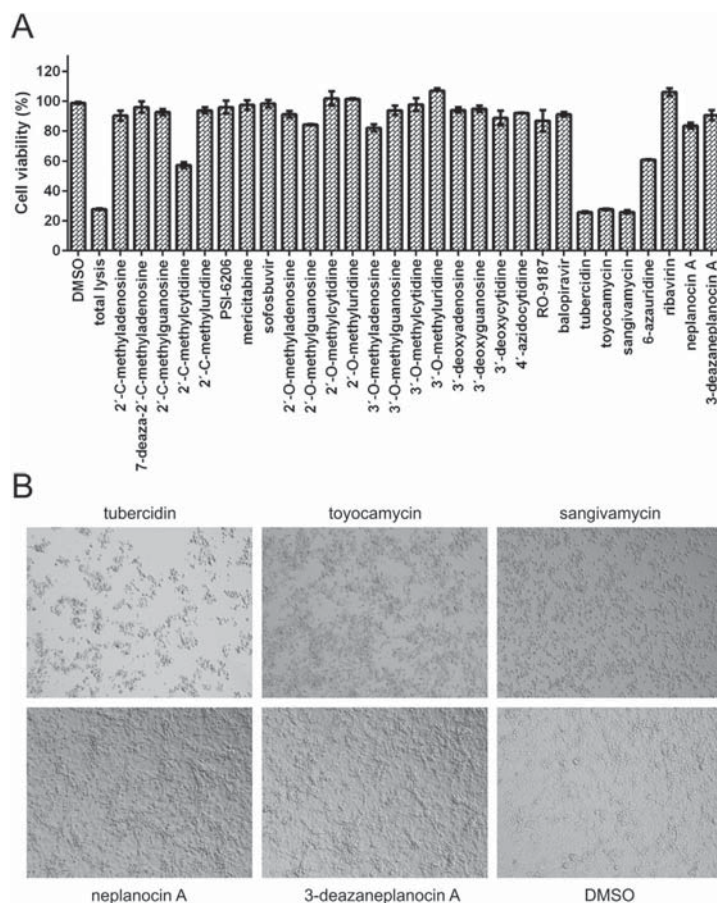 A
Cell viability (%)
120
100
80
60
40
20
0
DMSO
total lysis
2´-C-methyladenosine
7-deaza-2´-C-methyladenosine
2´-C-methylguanosine
2´-C-methylcytidine
2´-C-methyluridine
PSI-6206
mericitabine
sofosbuvir
2´-O-methyladenosine
2´-O-methylguanosine
2´-O-methylcytidine
2´-O-methyluridine
3´-O-methyladenosine
3´-O-methylguanosine
3´-O-methylcytidine
3´-O-methyluridine
3´-deoxyadenosine
3´-deoxyguanosine
3´-deoxycytidine
4´-azidocytidine
RO-9187
balopiravir
tubercidin
toyocamycin
sangivamycin
6-azauridine
ribavirin
neplanocin A
3-deazaneplanocin A
B
tubercidin toyocamycin sangivamycin
neplanocin A 3-deazaneplanocin A DMSO